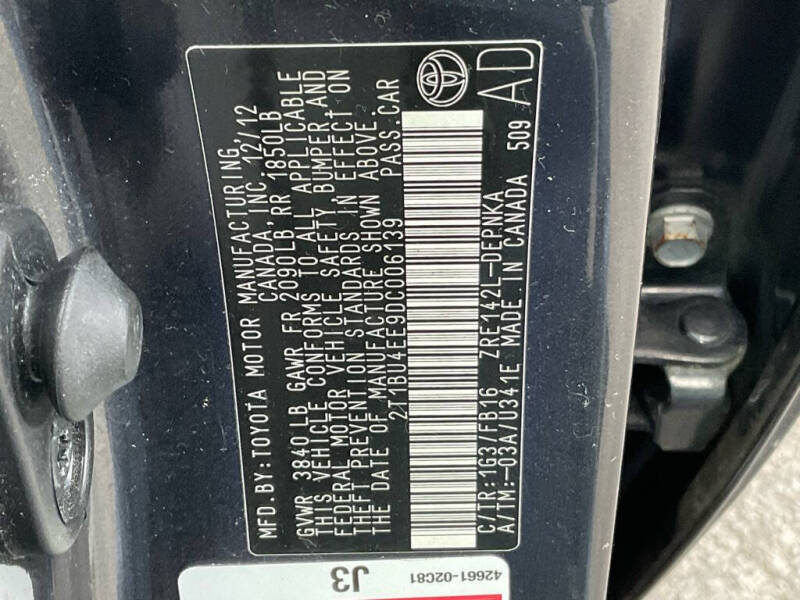 MFD.BY:TOYOTA MOTOR MANUFACTURING,
CANADA, INC. 12/12
GVWR 3840LB GAWR FR 2090LB RR 1850LB
THIS VEHICLE CONFORMS TO ALL APPLICABLE
FEDERAL MOTOR VEHICLE SAFETY, BUMPER, AND
THEFT PREVENTION STANDARDS IN EFFECT ON
THE DATE OF MANUFACTURE SHOWN ABOVE.
2T1BU4EE9DC006139 PASS.CAR
C/TR:1G3/FB16 ZRE142L-DEPNKA
A/TM:-03A/U341E MADE IN CANADA 509
AD
42661-02C81
J3